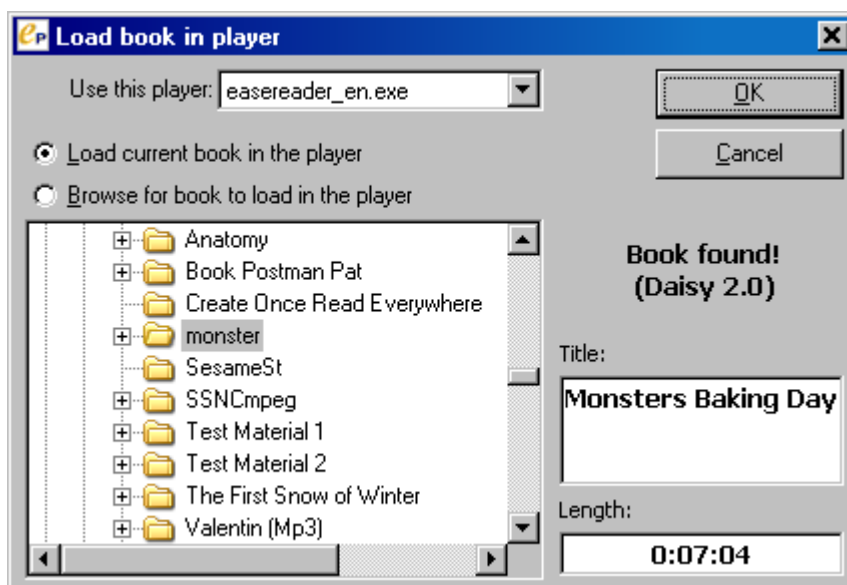 eP Load book in player
Use this player: easereader_en.exe
OK
Load current book in the player
Cancel
Browse for book to load in the player
Anatomy
Book Postman Pat
Create Once Read Everywhere
monster
SesameSt
SSNCmpeg
Test Material 1
Test Material 2
The First Snow of Winter
Valentin (Mp3)
Book found!
(Daisy 2.0)
Title:
Monsters Baking Day
Length:
0:07:04